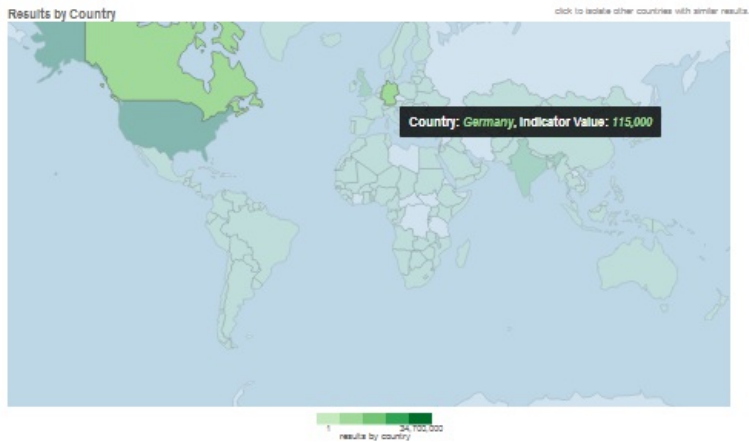 Results by Country
click to isolate other countries with similar results.
Country: Germany, Indicator Value: 115,000
1
34,700,000
results by country